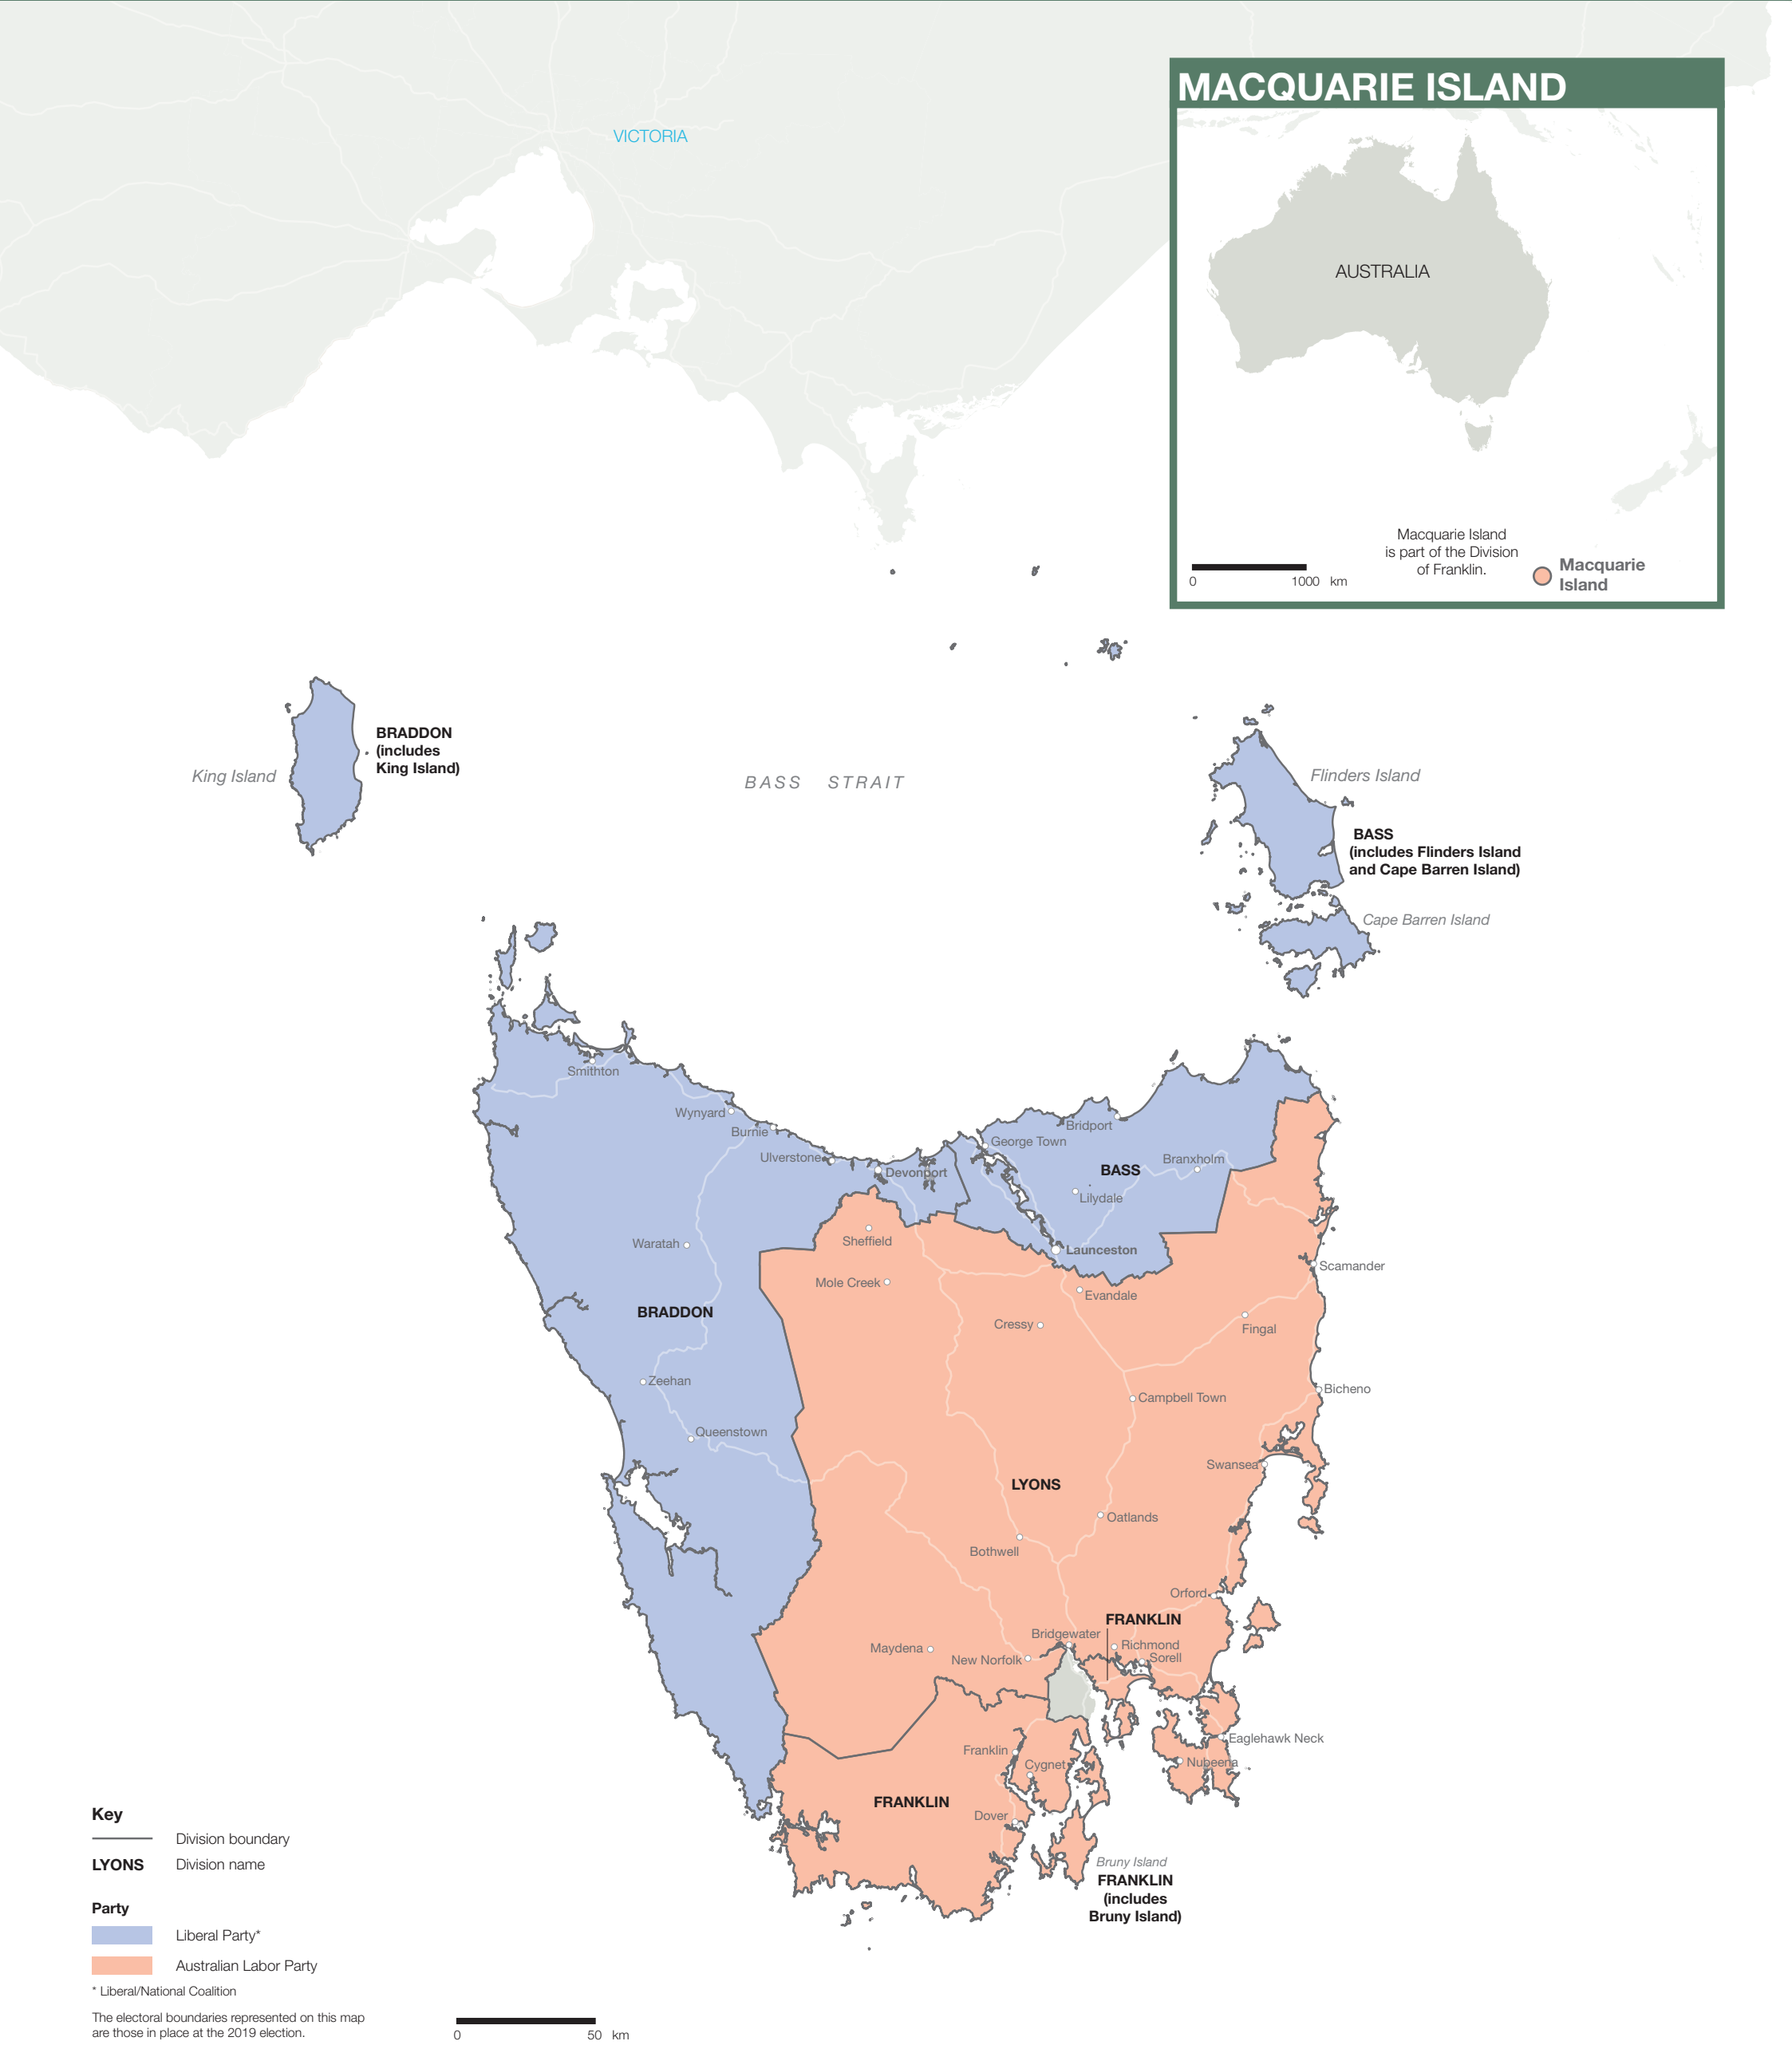 MACQUARIE ISLAND
VICTORIA
AUSTRALIA
Macquarie Island
is part of the Division
of Franklin.
Macquarie
Island
0 1000 km
BRADDON
(includes
King Island)
King Island
BASS STRAIT
Flinders Island
BASS
(includes Flinders Island
and Cape Barren Island)
Cape Barren Island
Smithton
Wynyard
Burnie
Ulverstone
Devonport
George Town
Bridport
BASS
Branxholm
Lilydale
Launceston
Sheffield
Waratah
Mole Creek
Evandale
Scamander
BRADDON
Cressy
Fingal
Zeehan
Bicheno
Campbell Town
Queenstown
Swansea
LYONS
Oatlands
Bothwell
Orford
FRANKLIN
Bridgewater
Richmond
Maydena
New Norfolk
Sorell
Eaglehawk Neck
Franklin
Nubeena
Cygnet
FRANKLIN
Dover
Bruny Island
FRANKLIN
(includes
Bruny Island)
Key
Division boundary
LYONS Division name
Party
Liberal Party*
Australian Labor Party
* Liberal/National Coalition
The electoral boundaries represented on this map
are those in place at the 2019 election.
0 50 km